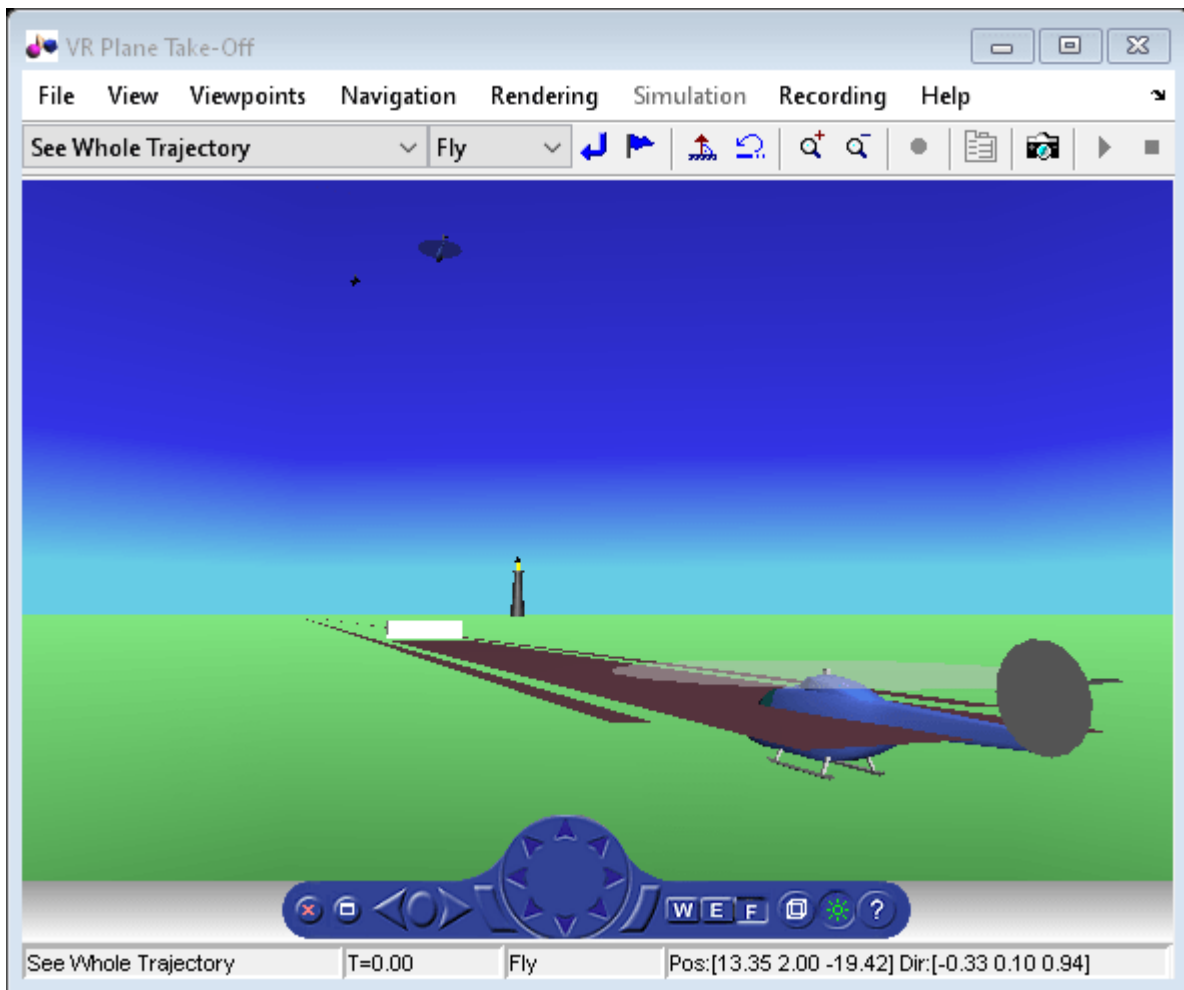 VR Plane Take-Off
File View Viewpoints Navigation Rendering Simulation Recording Help
See Whole Trajectory Fly
W E F ?
See Whole Trajectory T=0.00 Fly Pos:[13.35 2.00 -19.42] Dir:[-0.33 0.10 0.94]